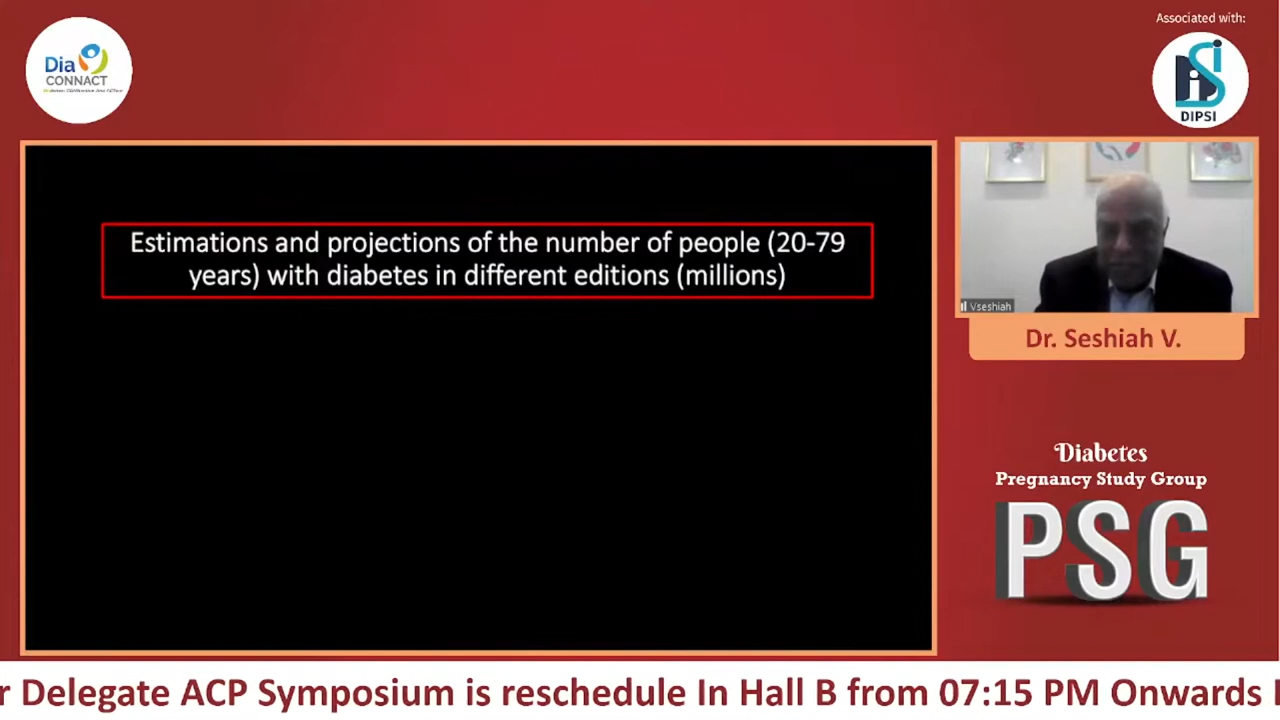 Associated with:
Dia
CONNACT
DiPSi
DIPSI
Estimations and projections of the number of people (20-79
years) with diabetes in different editions (millions)
Vseshiah
Dr. Seshiah V.
Diabetes
Pregnancy Study Group
PSG
r Delegate ACP Symposium is reschedule In Hall B from 07:15 PM Onwards